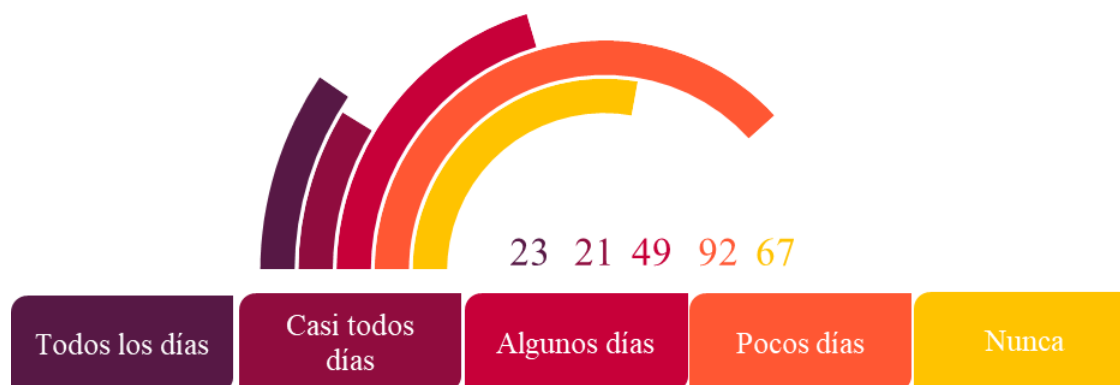 23 21 49 92 67
Todos los días
Casi todos
días
Algunos días
Pocos días
Nunca